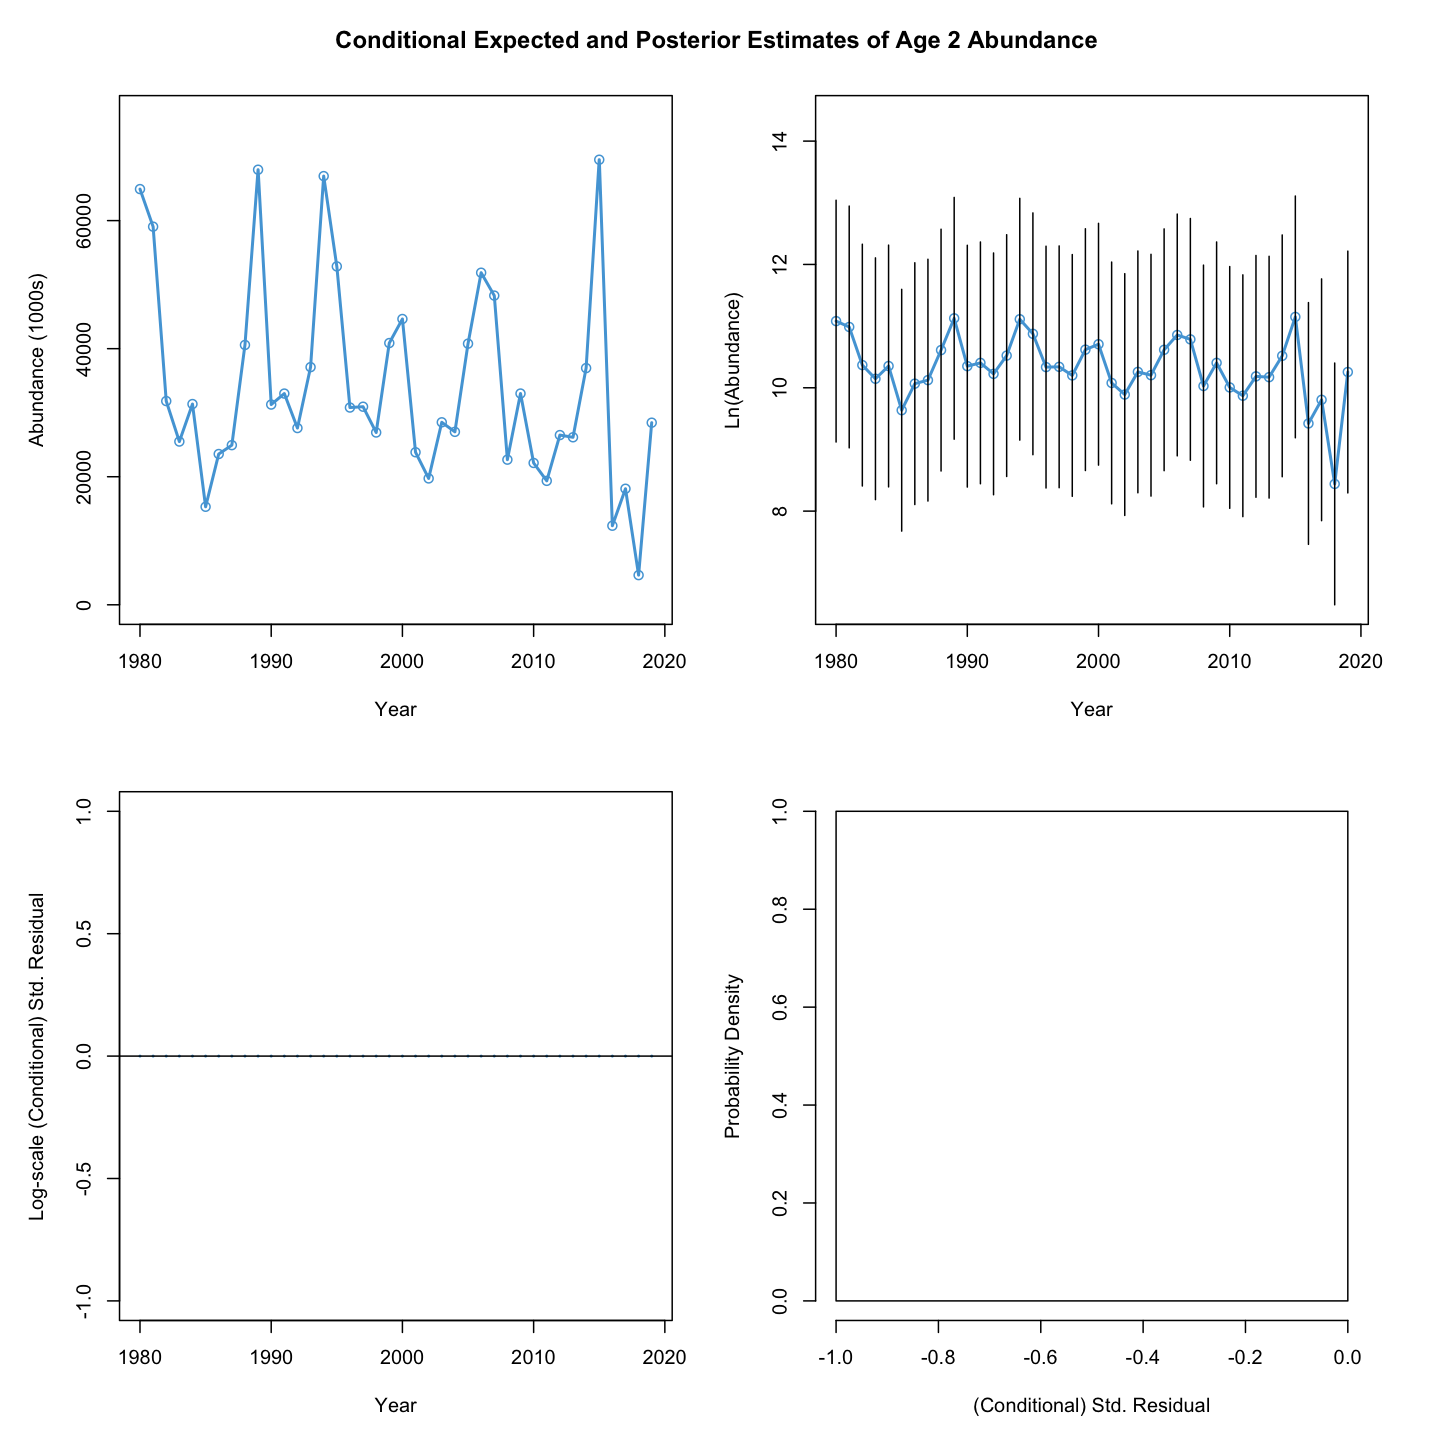 Conditional Expected and Posterior Estimates of Age 2 Abundance
Abundance (1000s)
60000
40000
20000
0
1980 1990 2000 2010 2020
Year
Ln(Abundance)
14
12
10
8
1980 1990 2000 2010 2020
Year
Log-scale (Conditional) Std. Residual
1.0
0.5
0.0
-0.5
-1.0
1980 1990 2000 2010 2020
Year
Probability Density
1.0
0.8
0.6
0.4
0.2
0.0
-1.0 -0.8 -0.6 -0.4 -0.2 0.0
(Conditional) Std. Residual